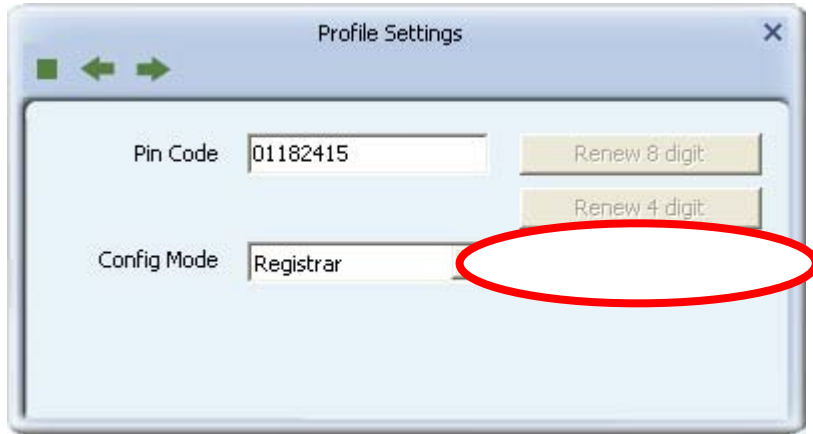 Profile Settings
Pin Code 01182415 Renew 8 digit
Renew 4 digit
Config Mode Registrar